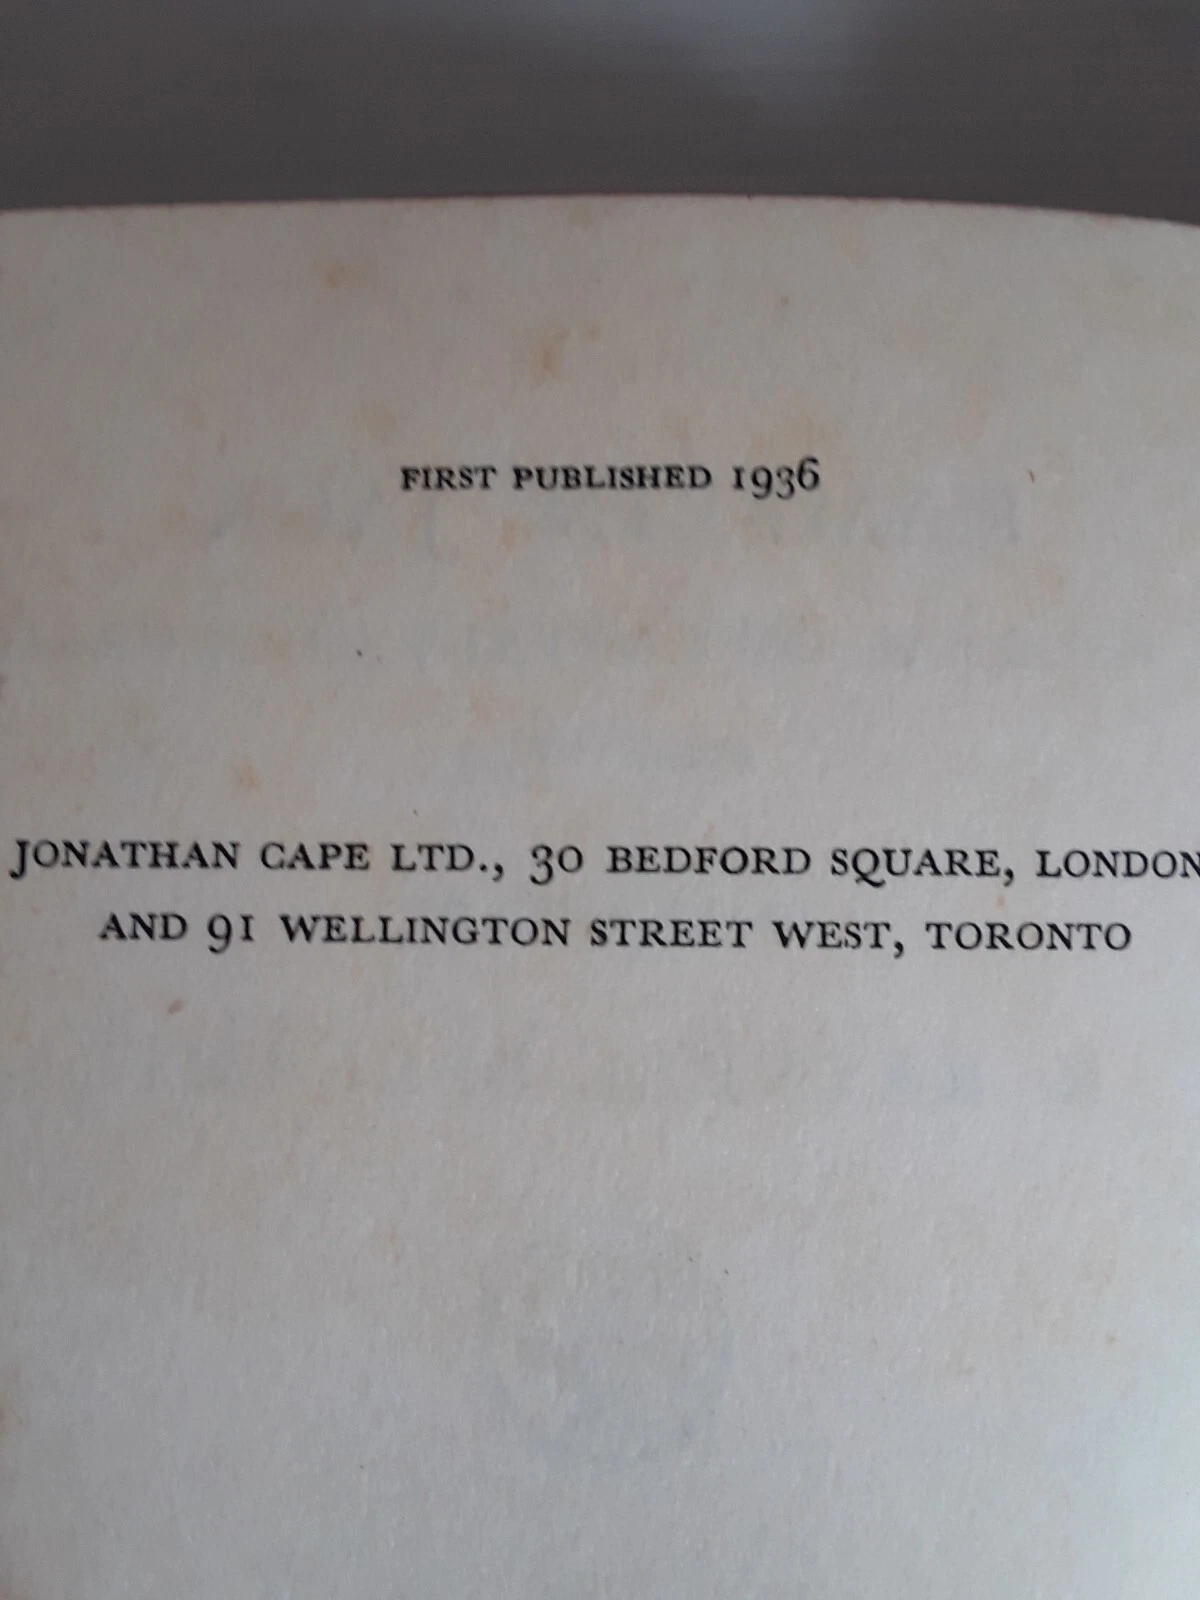 FIRST PUBLISHED 1936
JONATHAN CAPE LTD., 30 BEDFORD SQUARE, LONDON
AND 91 WELLINGTON STREET WEST, TORONTO